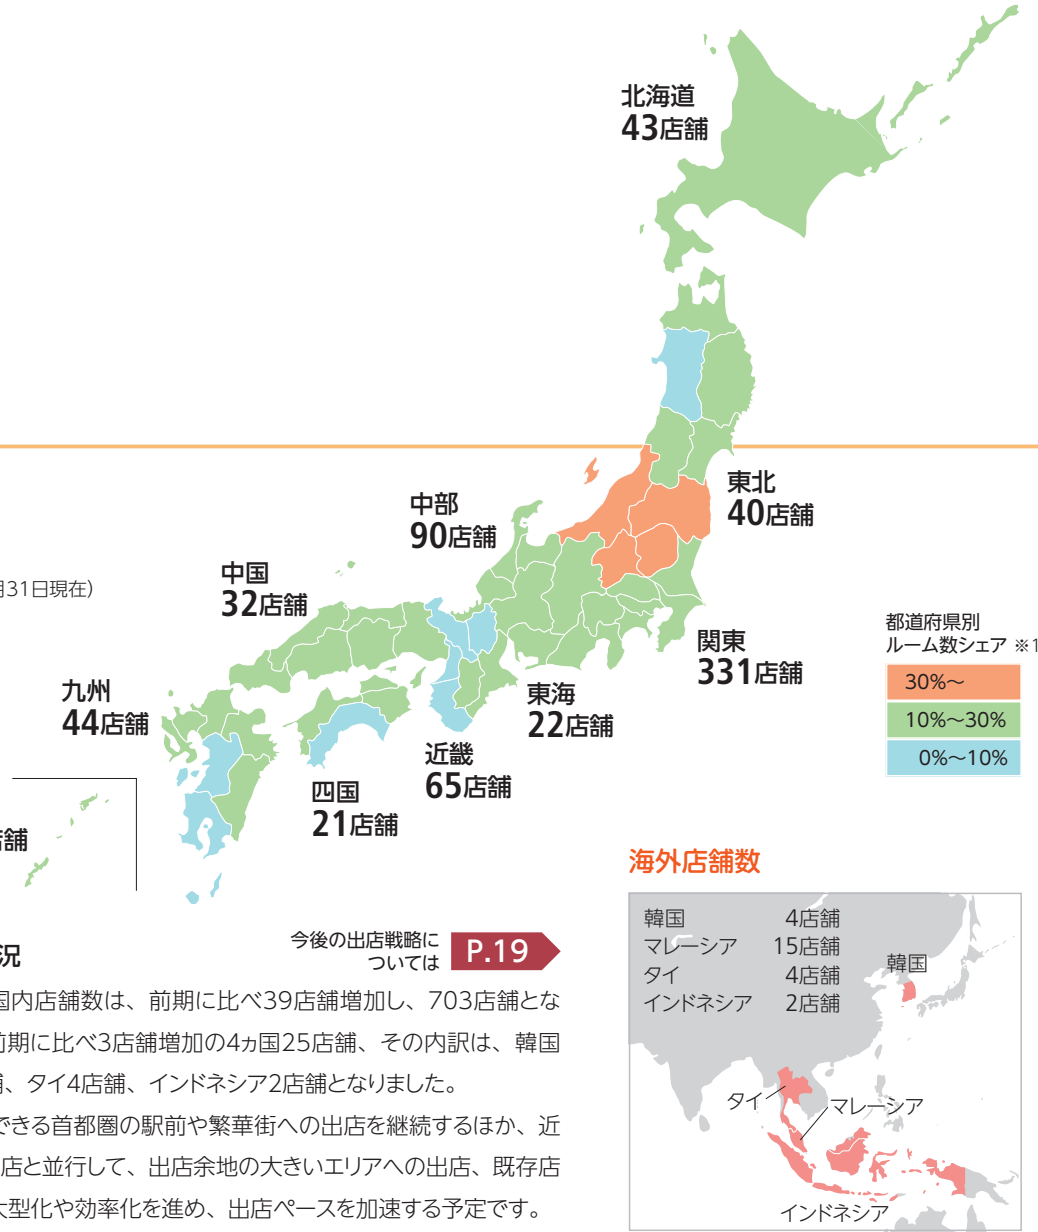 北海道
43店舗
東北
40店舗
中部
90店舗
月31日現在）
中国
32店舗
関東
331店舗
都道府県別
ルーム数シェア ※1
30%〜
10%〜30%
0%〜10%
九州
44店舗
東海
22店舗
近畿
65店舗
四国
21店舗
店舗
海外店舗数
韓国 4店舗
マレーシア 15店舗
タイ 4店舗
インドネシア 2店舗
韓国
タイ
マレーシア
インドネシア
況
今後の出店戦略に
ついては
P.19
国内店舗数は、前期に比べ39店舗増加し、703店舗とな
前期に比べ3店舗増加の4ヵ国25店舗、その内訳は、韓国
舗、タイ4店舗、インドネシア2店舗となりました。
できる首都圏の駅前や繁華街への出店を継続するほか、近
出店と並行して、出店余地の大きいエリアへの出店、既存店
大型化や効率化を進め、出店ペースを加速する予定です。